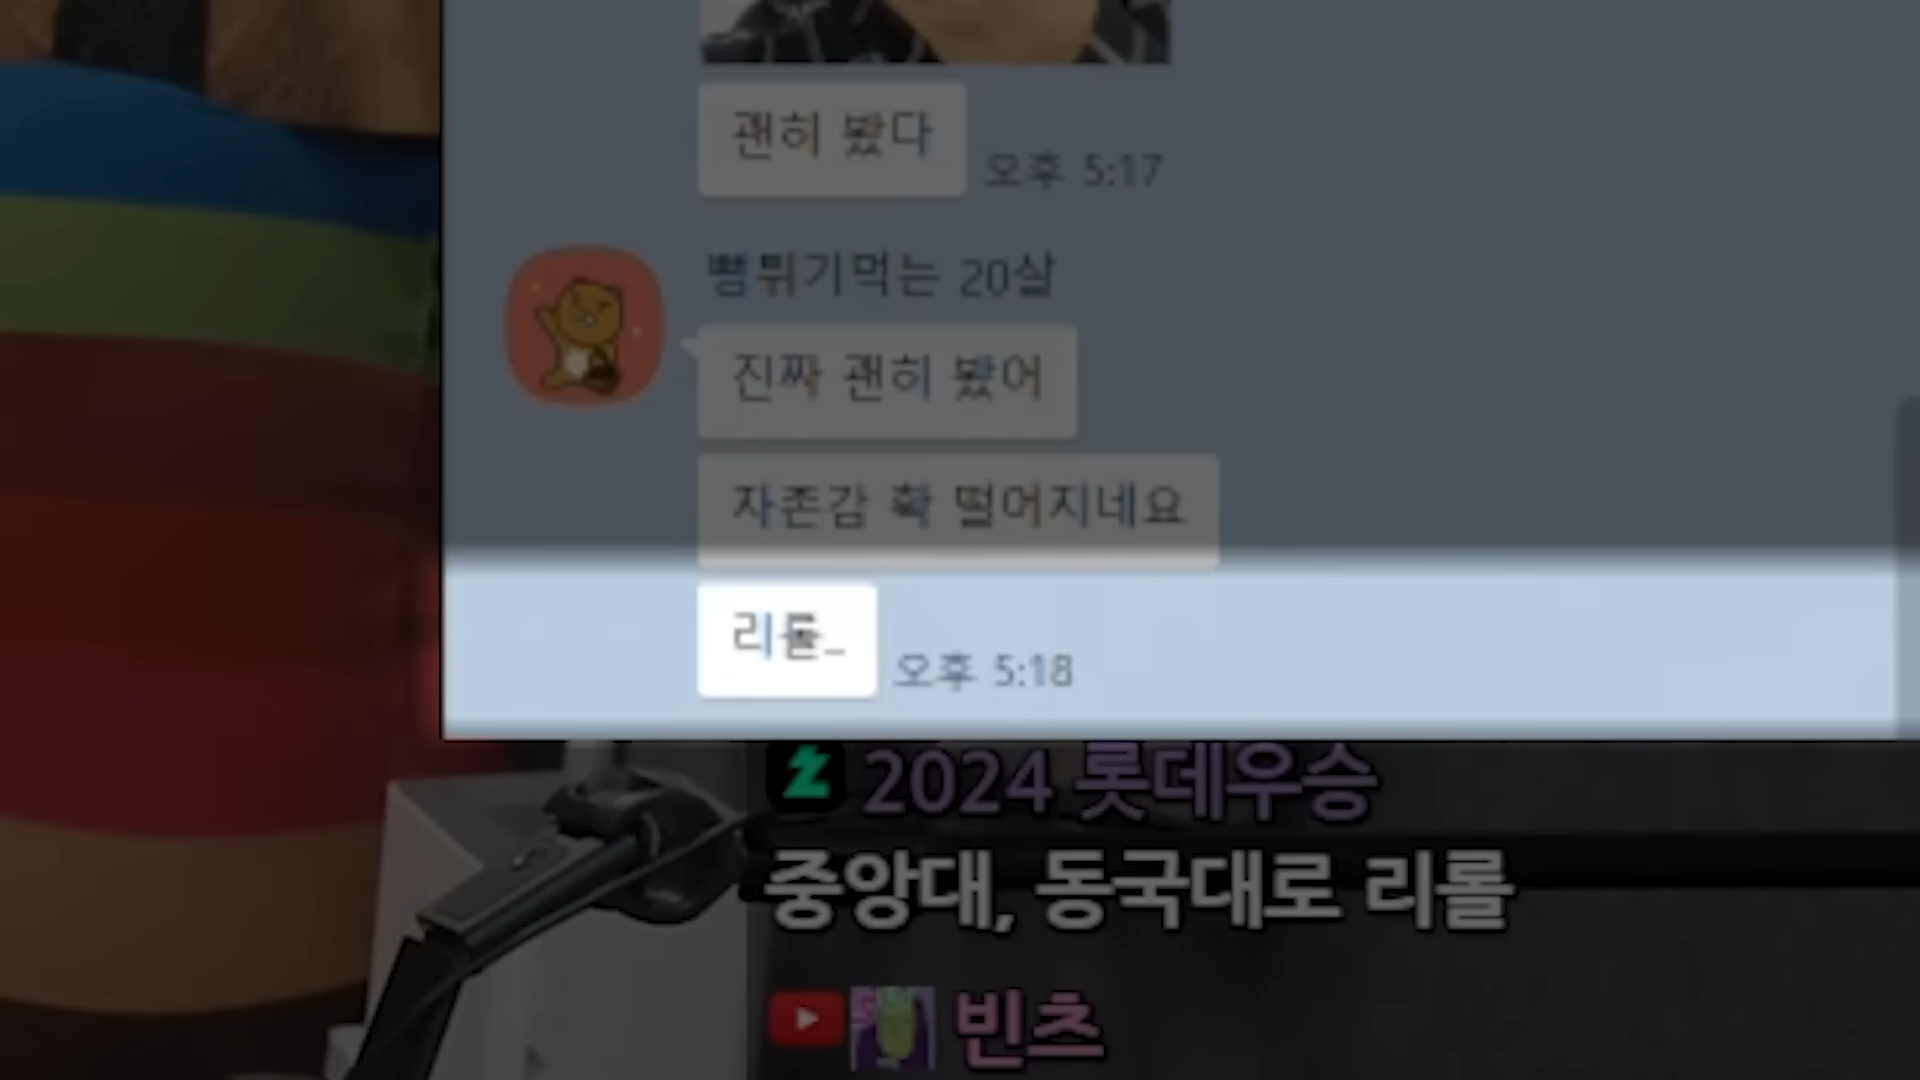 괜히 봤다
오후 5:17
뻥튀기먹는 20살
진짜 괜히 봤어
자존감 확 떨어지네요
리롤_
오후 5:18
2024 롯데우승
중앙대, 동국대로 리롤
빈츠